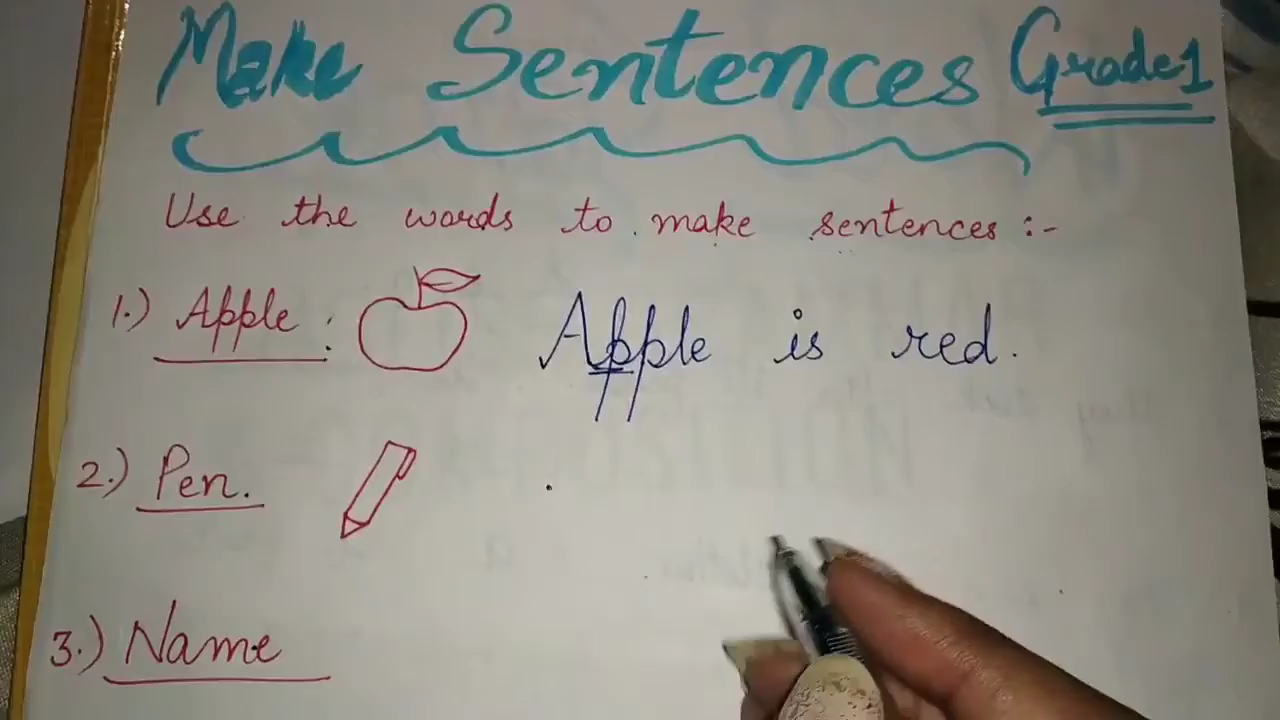 Make Sentences Grade 1
Use the words to make sentences :-
1.) Apple : Apple is red.
2.) Pen.
3.) Name